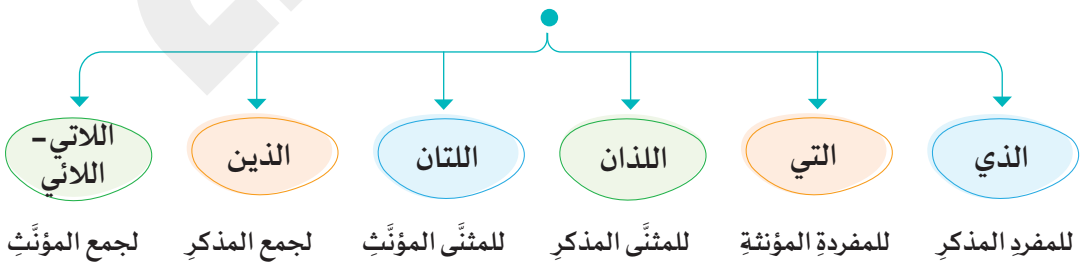 الذي
التي
اللذان
اللتان
الذين
اللاتي–
اللائي
للمفردِ المذكرِ
للمفردةِ المؤنثةِ
للمثنَّى المذكرِ
للمثنَّى المؤنَّثِ
لجمع المذكرِ
لجمع المؤنَّثِ